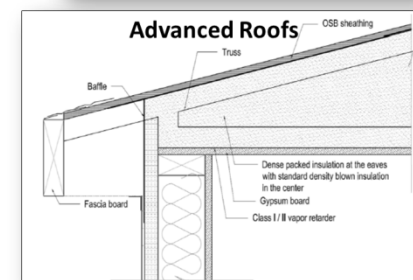 Advanced Roofs
OSB sheathing
Truss
Baffle
Dense packed insulation at the eaves
with standard density blown insulation
in the center
Gypsum board
Fascia board
Class I / II vapor retarder